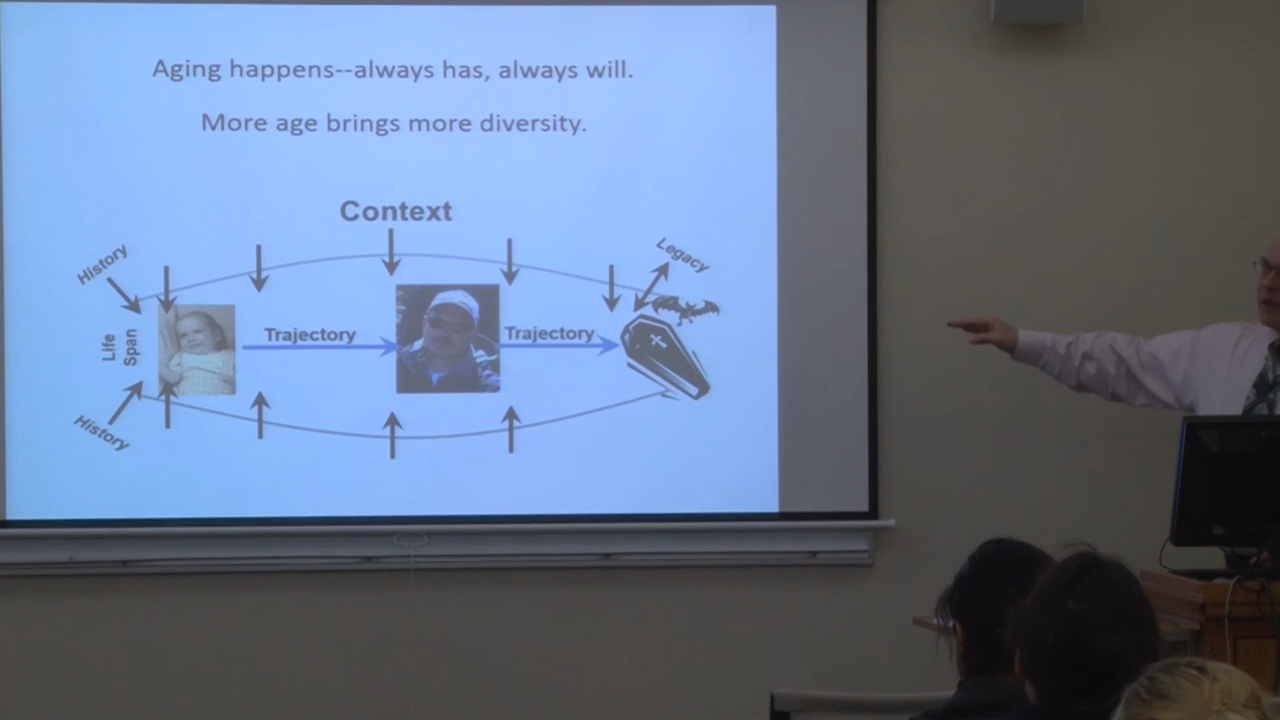 Aging happens--always has, always will.
More age brings more diversity.
Context
History
Legacy
Life
Span
Trajectory
Trajectory
History